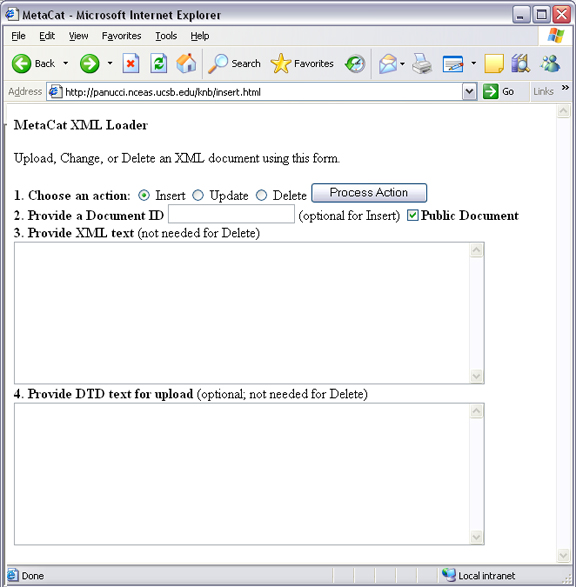 MetaCat - Microsoft Internet Explorer
File Edit View Favorites Tools Help
Back Search Favorites
Address http://panucci.nceas.ucsb.edu/knb/insert.html Go Links »
MetaCat XML Loader
Upload, Change, or Delete an XML document using this form.
1. Choose an action: Insert Update Delete Process Action
2. Provide a Document ID (optional for Insert) Public Document
3. Provide XML text (not needed for Delete)
4. Provide DTD text for upload (optional; not needed for Delete)
Done Local intranet